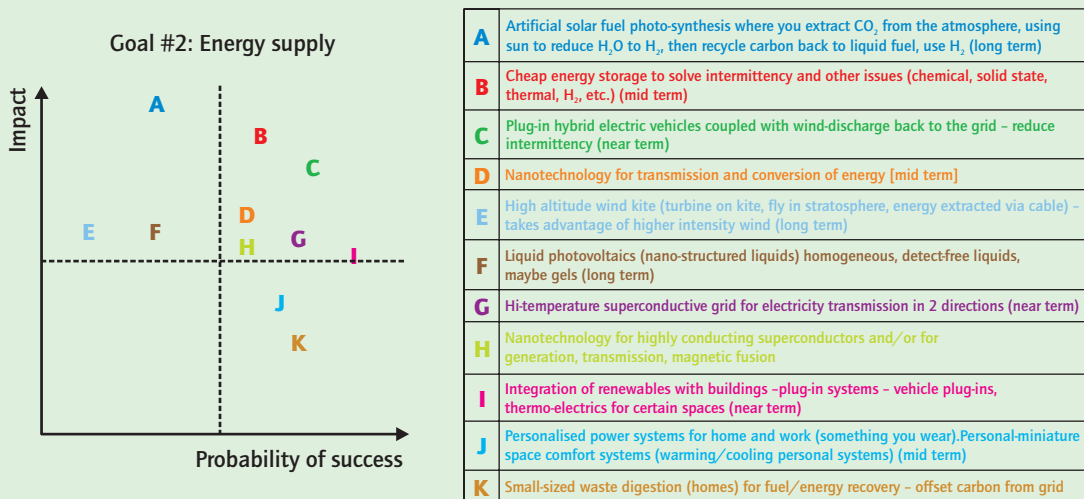 Goal #2: Energy supply
Impact
A
B
C
D
E
F
G
H
I
J
K
Probability of success
A
Artificial solar fuel photo-synthesis where you extract CO₂ from the atmosphere, using
sun to reduce H₂O to H₂, then recycle carbon back to liquid fuel, use H₂ (long term)
B
Cheap energy storage to solve intermittency and other issues (chemical, solid state,
thermal, H₂, etc.) (mid term)
C
Plug-in hybrid electric vehicles coupled with wind-discharge back to the grid – reduce
intermittency (near term)
D
Nanotechnology for transmission and conversion of energy [mid term]
E
High altitude wind kite (turbine on kite, fly in stratosphere, energy extracted via cable) –
takes advantage of higher intensity wind (long term)
F
Liquid photovoltaics (nano-structured liquids) homogeneous, detect-free liquids,
maybe gels (long term)
G
Hi-temperature superconductive grid for electricity transmission in 2 directions (near term)
H
Nanotechnology for highly conducting superconductors and/or for
generation, transmission, magnetic fusion
I
Integration of renewables with buildings –plug-in systems – vehicle plug-ins,
thermo-electrics for certain spaces (near term)
J
Personalised power systems for home and work (something you wear).Personal-miniature
space comfort systems (warming/cooling personal systems) (mid term)
K
Small-sized waste digestion (homes) for fuel/energy recovery – offset carbon from grid